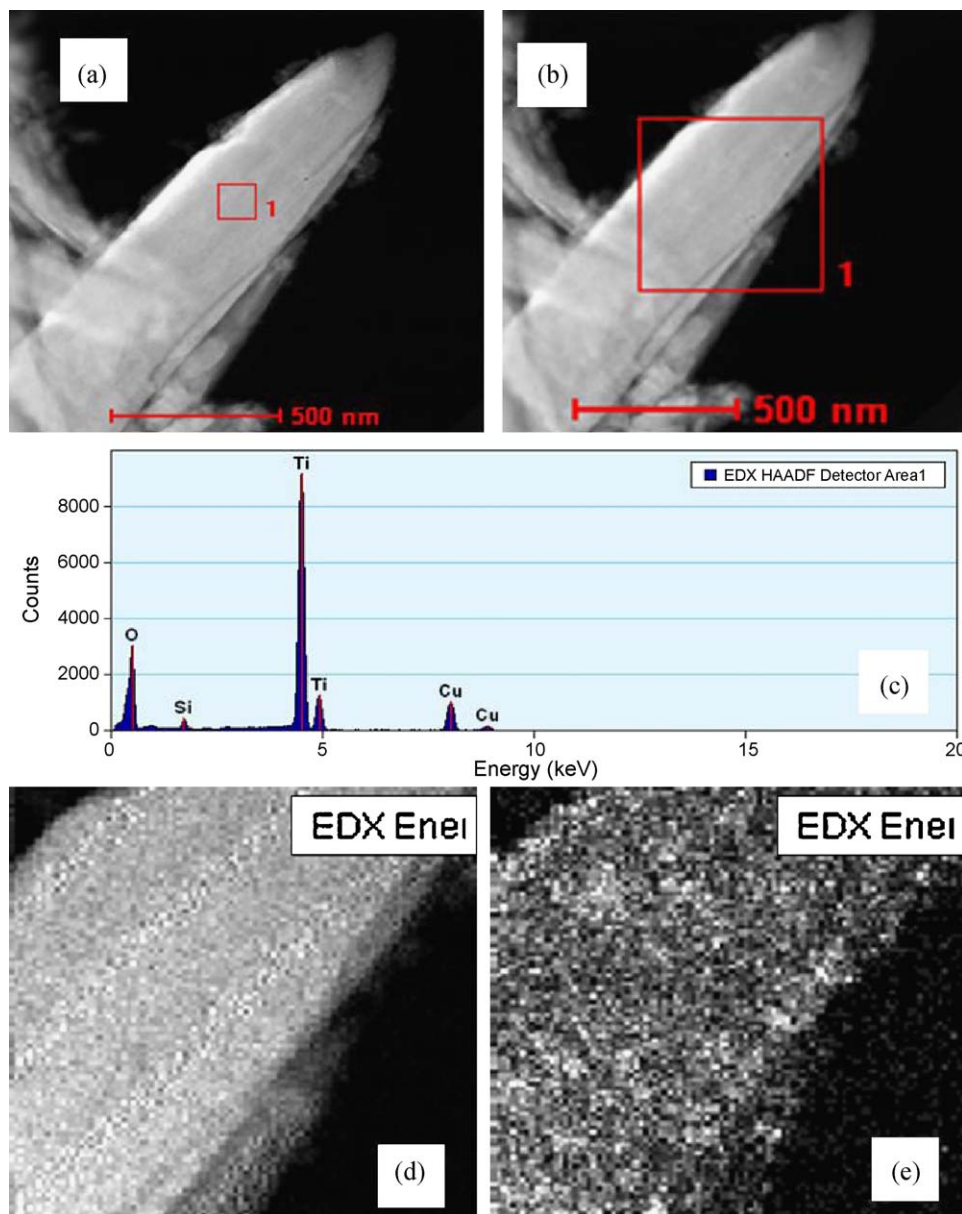 (a)
1
500 nm
(b)
1
500 nm
Ti
EDX HAADF Detector Area1
8000
6000
4000
2000
0
Counts
O
Si
Ti
Cu
Cu
(c)
0
5
10
15
20
Energy (keV)
EDX Ener
(d)
EDX Ener
(e)